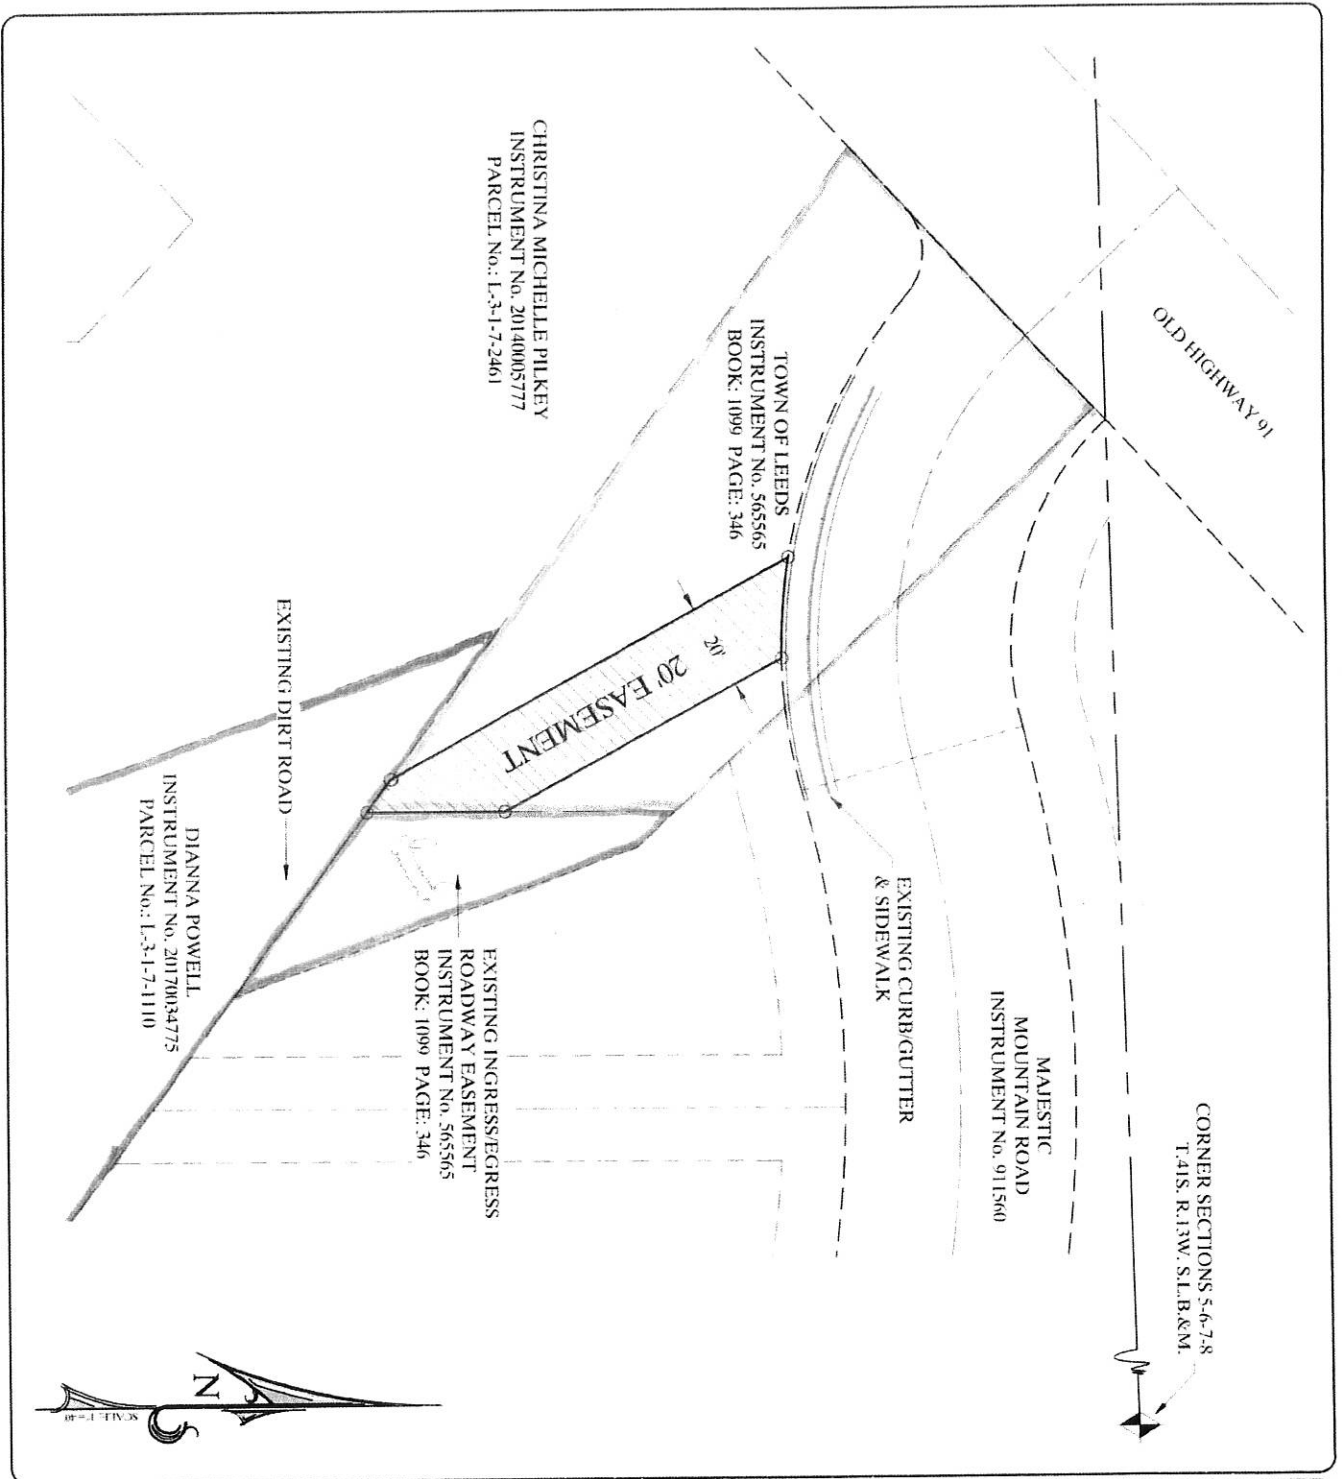 OLD HIGHWAY 91
CORNER SECTIONS 5-6-7-8
T.41S. R.13W. S.L.B.&M.
MAJESTIC
MOUNTAIN ROAD
INSTRUMENT No. 911560
EXISTING CURB/GUTTER
& SIDEWALK
TOWN OF LEEDS
INSTRUMENT No. 565565
BOOK: 1099 PAGE: 346
20'
20' EASEMENT
CHRISTINA MICHELLE PILKEY
INSTRUMENT No. 20140005777
PARCEL No.: L-3-1-7-2461
EXISTING INGRESS/EGRESS
ROADWAY EASEMENT
INSTRUMENT No. 565565
BOOK: 1099 PAGE: 346
EXISTING DIRT ROAD
DIANNA POWELL
INSTRUMENT No. 20170034775
PARCEL No.: L-3-1-7-1110
N
SCALE: 1"=40'